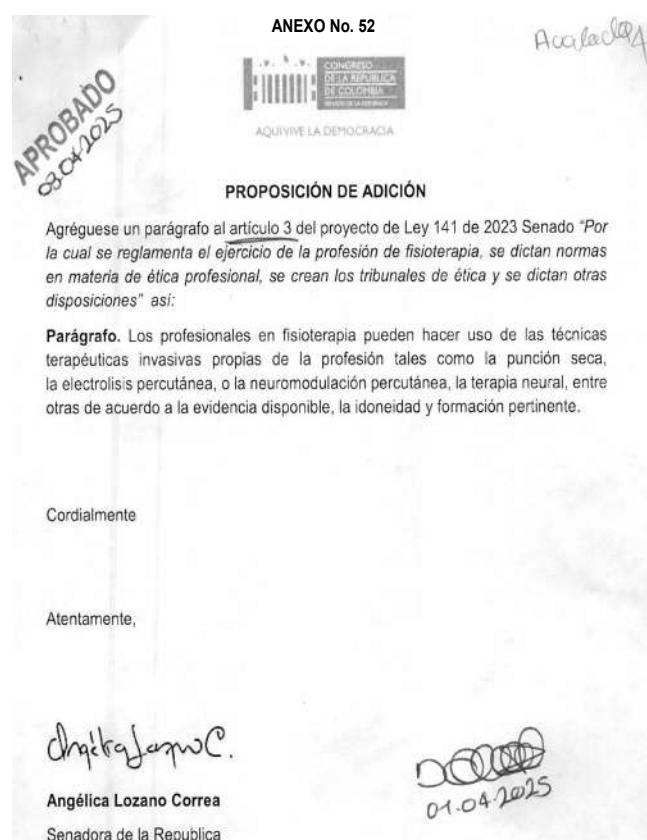 ANEXO No. 52
Avalada
CONGRESO
DE LA REPÚBLICA
DE COLOMBIA
AQUÍ VIVE LA DEMOCRACIA
APROBADO
08.04.2025
PROPOSICIÓN DE ADICIÓN
Agréguese un parágrafo al artículo 3 del proyecto de Ley 141 de 2023 Senado "Por
la cual se reglamenta el ejercicio de la profesión de fisioterapia, se dictan normas
en materia de ética profesional, se crean los tribunales de ética y se dictan otras
disposiciones" así:
Parágrafo. Los profesionales en fisioterapia pueden hacer uso de las técnicas
terapéuticas invasivas propias de la profesión tales como la punción seca,
la electrolisis percutánea, o la neuromodulación percutánea, la terapia neural, entre
otras de acuerdo a la evidencia disponible, la idoneidad y formación pertinente.
Cordialmente
Atentamente,
Angélica Lozano C.
Angélica Lozano Correa
Senadora de la Republica
01.04.2025